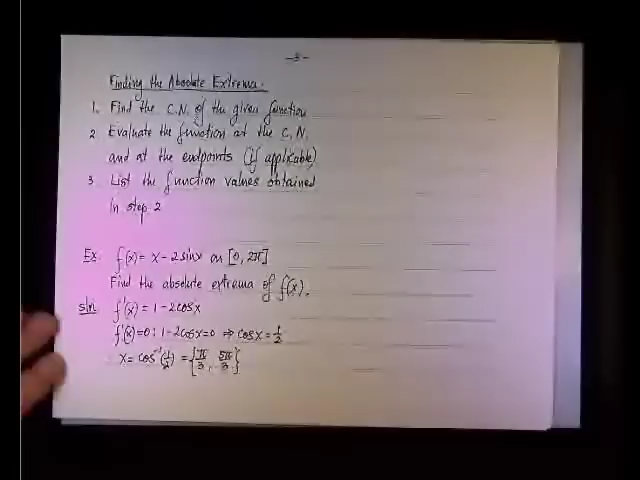 -3-
Finding the Absolute Extrema.
1. Find the C.N. of the given function
2. Evaluate the function at the C.N.
and at the endpoints (if applicable)
3. List the function values obtained
in step 2
Ex. f(x) = x - 2sinx on [0, 2π]
Find the absolute extrema of f(x).
Sln. f'(x) = 1 - 2cosx
f'(x) = 0 : 1 - 2cosx = 0 ⇒ cosx = 1/2
x = cos⁻¹(1/2) = {π/3, 5π/3}